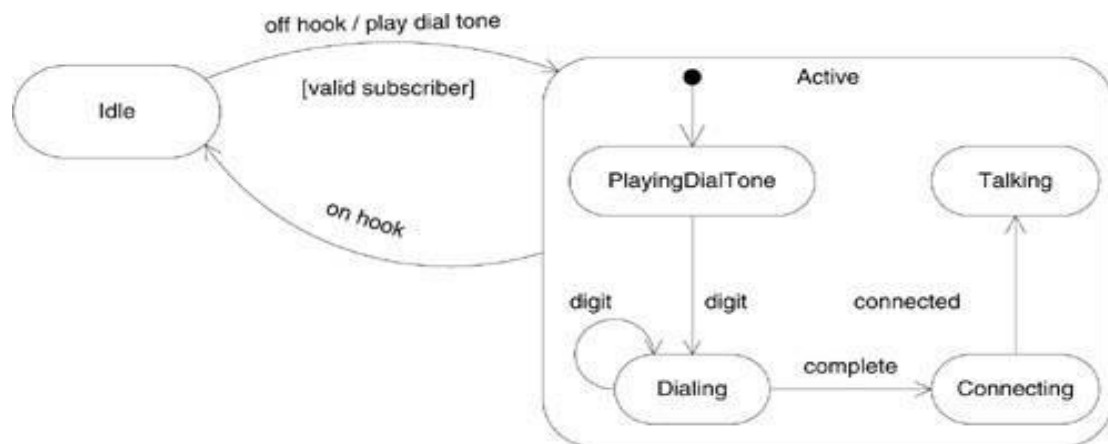 off hook / play dial tone
[valid subscriber]
Idle
on hook
Active
PlayingDialTone
Talking
digit
digit
connected
Dialing
complete
Connecting